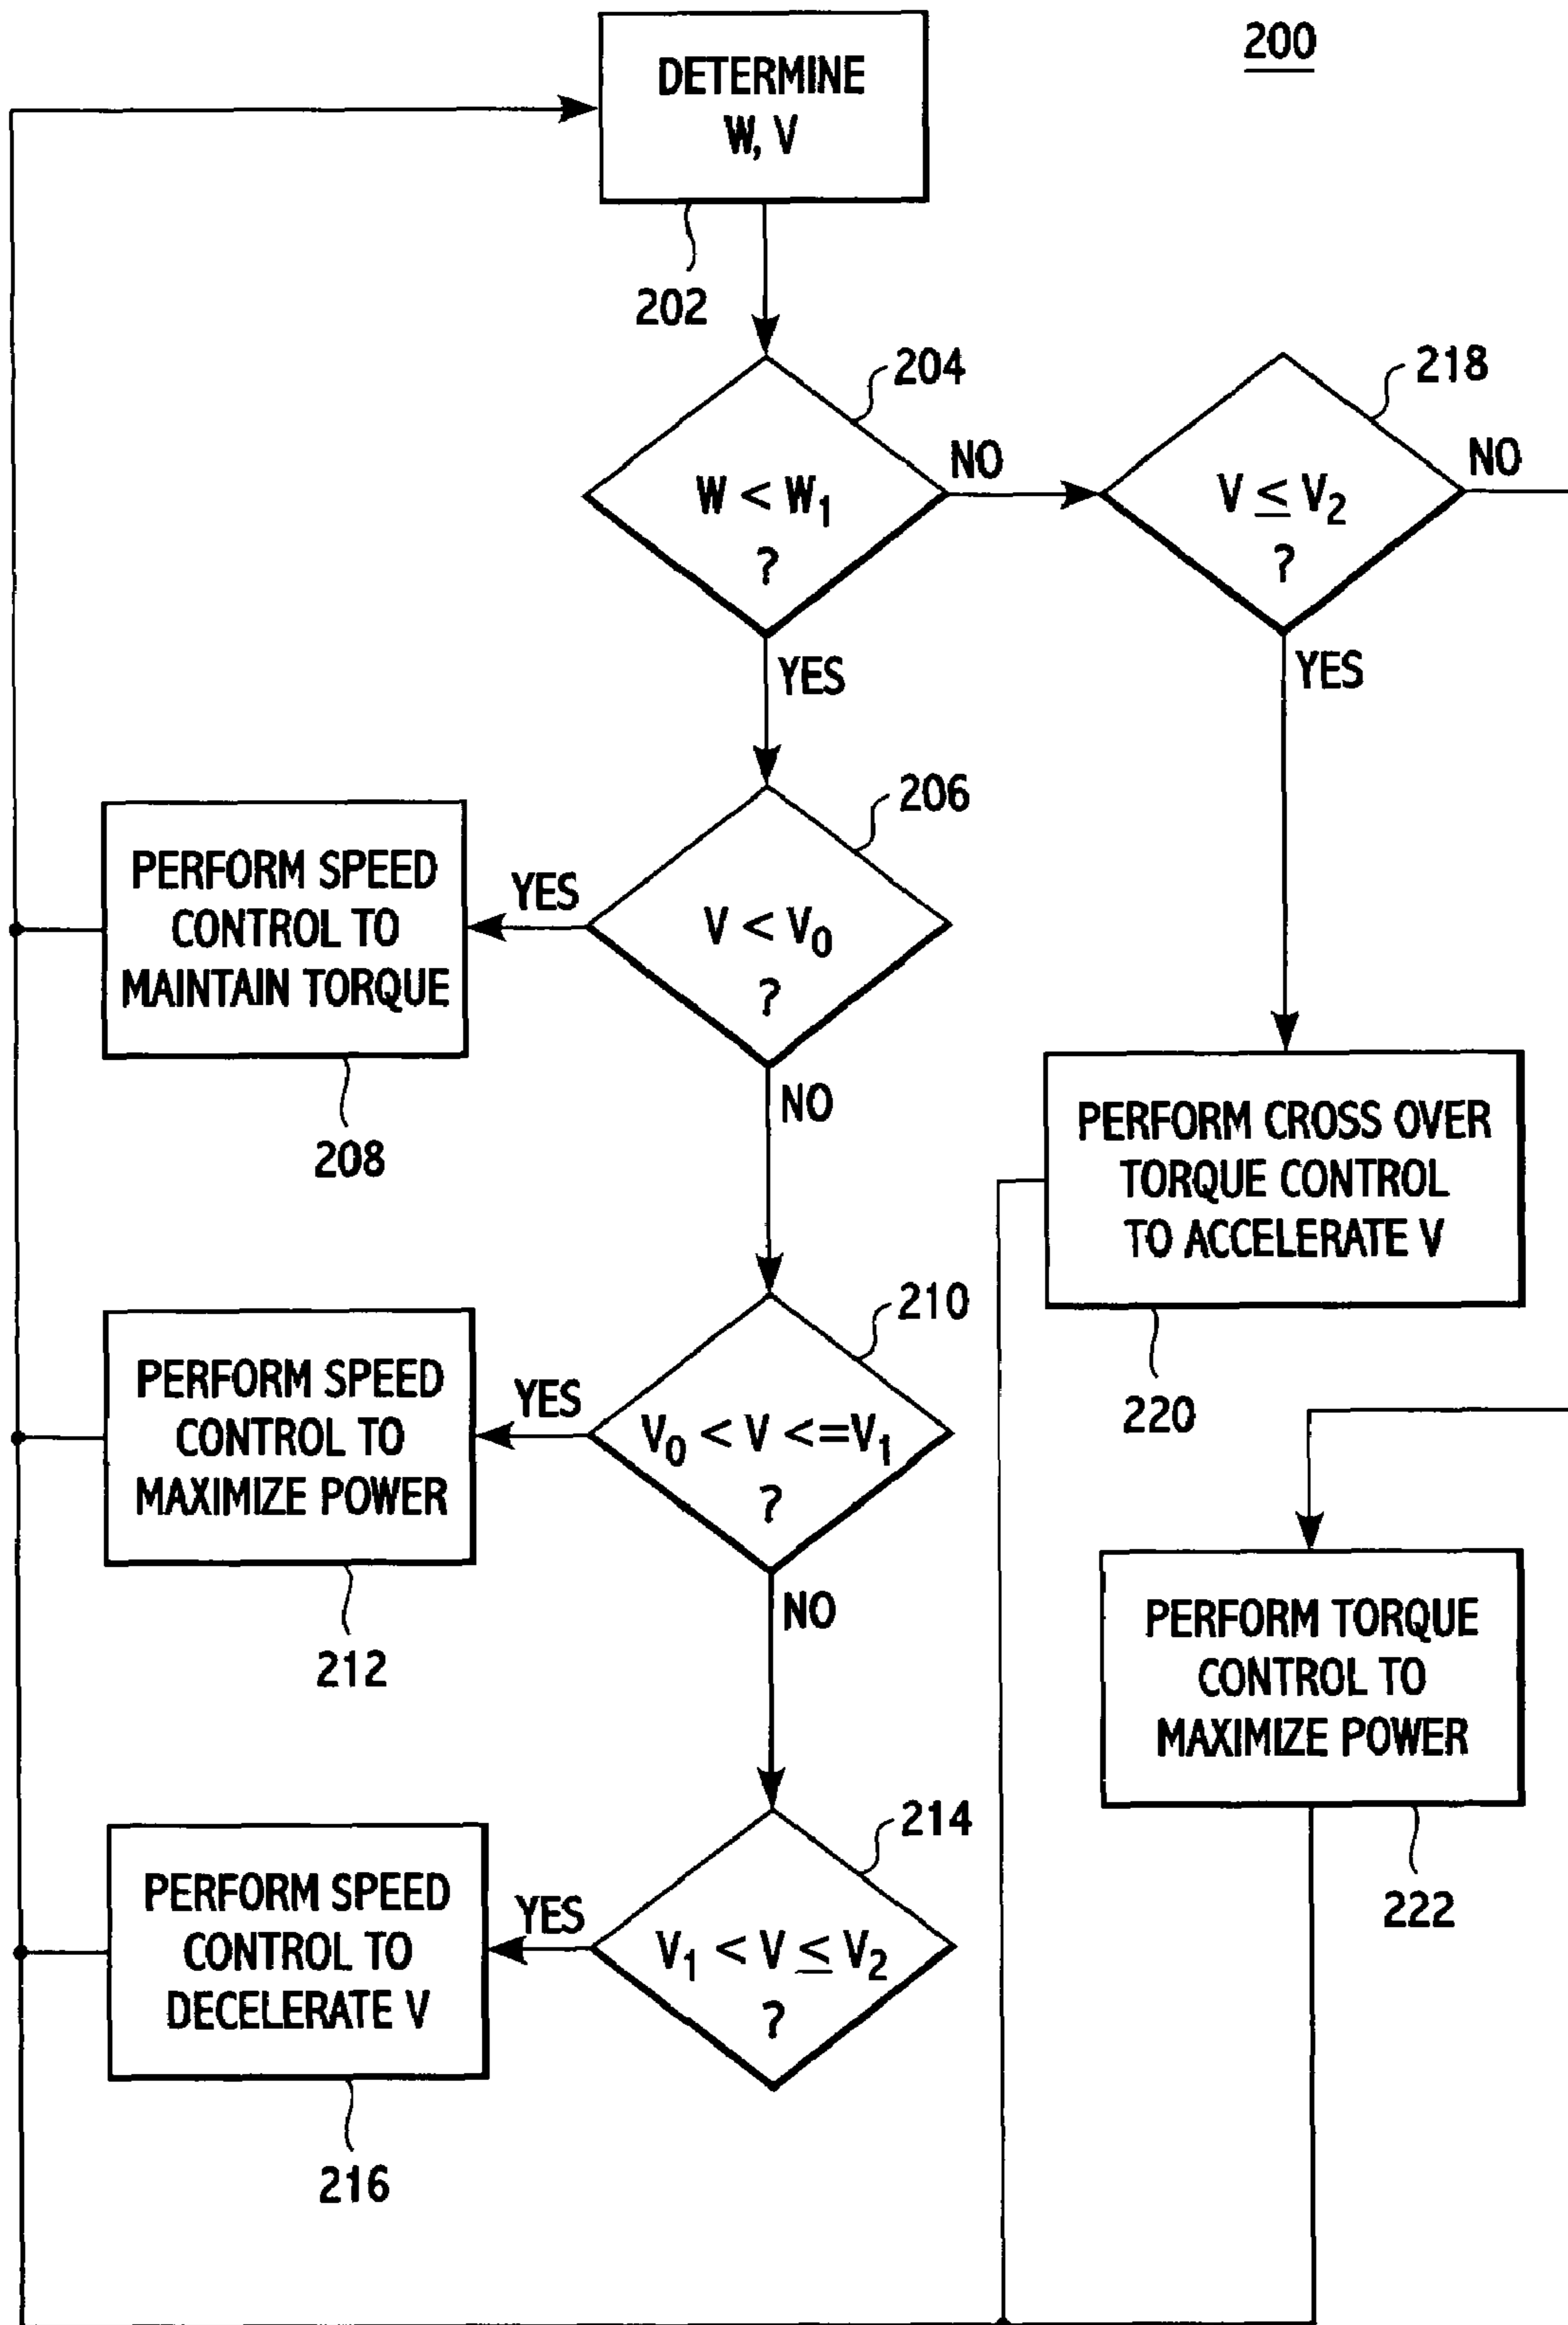 200
DETERMINE
W, V
202
204
W < W₁
?
NO
YES
218
V ≤ V₂
?
NO
YES
206
V < V₀
?
YES
NO
PERFORM SPEED
CONTROL TO
MAINTAIN TORQUE
208
PERFORM CROSS OVER
TORQUE CONTROL
TO ACCELERATE V
220
210
V₀ < V <=V₁
?
YES
NO
PERFORM SPEED
CONTROL TO
MAXIMIZE POWER
212
PERFORM TORQUE
CONTROL TO
MAXIMIZE POWER
222
214
V₁ < V ≤ V₂
?
YES
PERFORM SPEED
CONTROL TO
DECELERATE V
216